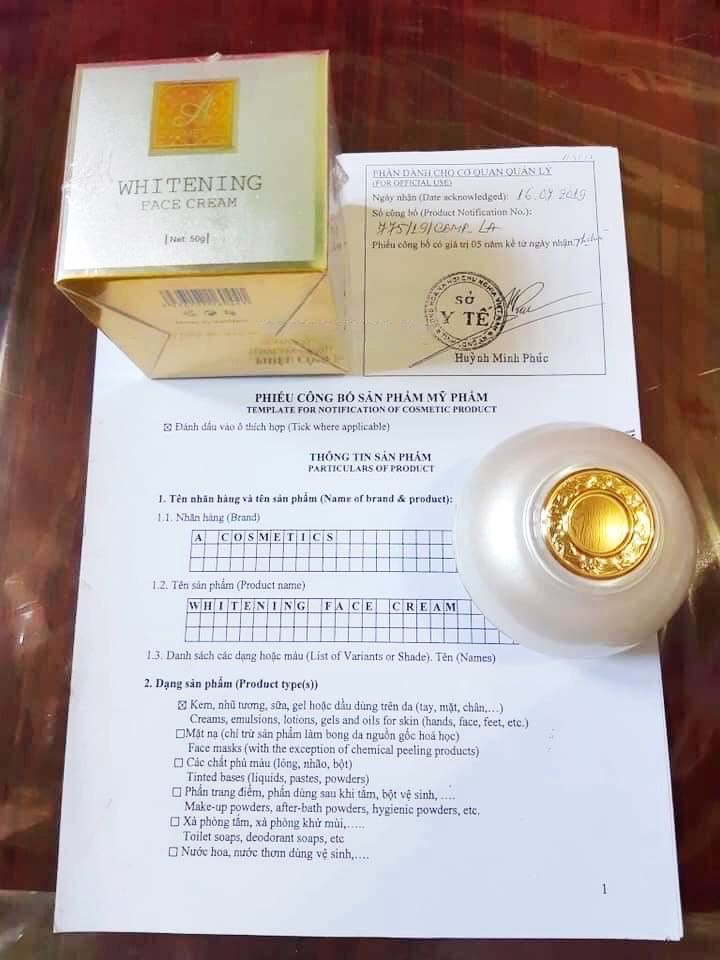 A
WHITENING
FACE CREAM
Net: 50g
PHẦN DÀNH CHO CƠ QUAN QUẢN LÝ
(FOR OFFICIAL USE)
Ngày nhận (Date acknowledged): 16.07.2019
Số công bố (Product Notification No.):
775/19/CBMP-LA
Phiếu công bố có giá trị 05 năm kể từ ngày nhận
SỞ
Y TẾ
Huỳnh Minh Phúc
PHIẾU CÔNG BỐ SẢN PHẨM MỸ PHẨM
TEMPLATE FOR NOTIFICATION OF COSMETIC PRODUCT
☒ Đánh dấu vào ô thích hợp (Tick where applicable)
THÔNG TIN SẢN PHẨM
PARTICULARS OF PRODUCT
1. Tên nhãn hàng và tên sản phẩm (Name of brand & product):
1.1. Nhãn hàng (Brand)
A COSMETICS
1.2. Tên sản phẩm (Product name)
WHITENING FACE CREAM
1.3. Danh sách các dạng hoặc màu (List of Variants or Shade). Tên (Names)
2. Dạng sản phẩm (Product type(s))
☒ Kem, nhũ tương, sữa, gel hoặc dầu dùng trên da (tay, mặt, chân,…)
Creams, emulsions, lotions, gels and oils for skin (hands, face, feet, etc.)
☐ Mặt nạ (chỉ trừ sản phẩm làm bong da nguồn gốc hoá học)
Face masks (with the exception of chemical peeling products)
☐ Các chất phủ màu (lỏng, nhão, bột)
Tinted bases (liquids, pastes, powders)
☐ Phấn trang điểm, phấn dùng sau khi tắm, bột vệ sinh, ….
Make-up powders, after-bath powders, hygienic powders, etc.
☐ Xà phòng tắm, xà phòng khử mùi,…..
Toilet soaps, deodorant soaps, etc
☐ Nước hoa, nước thơm dùng vệ sinh,….
1